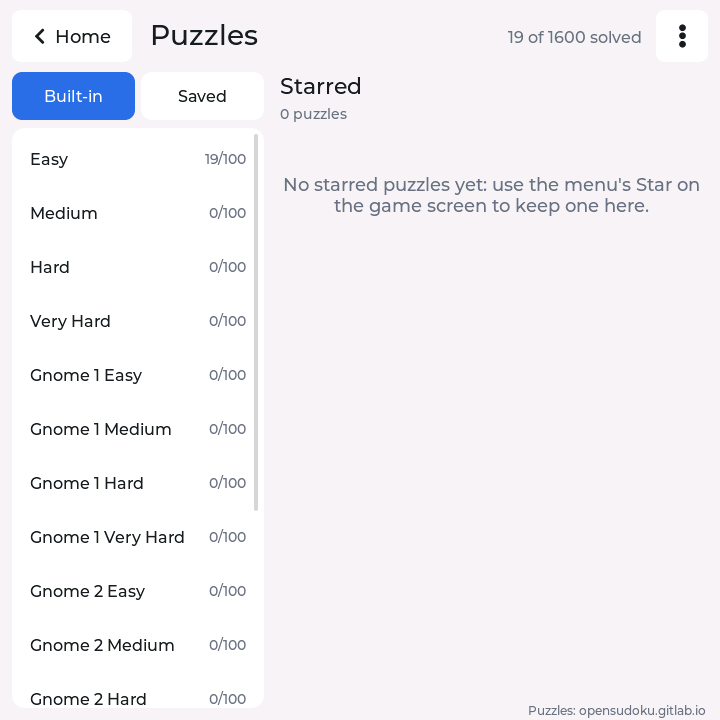 Home
Puzzles
19 of 1600 solved
Built-in
Saved
Starred
0 puzzles
Easy 19/100
Medium 0/100
Hard 0/100
Very Hard 0/100
Gnome 1 Easy 0/100
Gnome 1 Medium 0/100
Gnome 1 Hard 0/100
Gnome 1 Very Hard 0/100
Gnome 2 Easy 0/100
Gnome 2 Medium 0/100
Gnome 2 Hard 0/100
No starred puzzles yet: use the menu's Star on
the game screen to keep one here.
Puzzles: opensudoku.gitlab.io